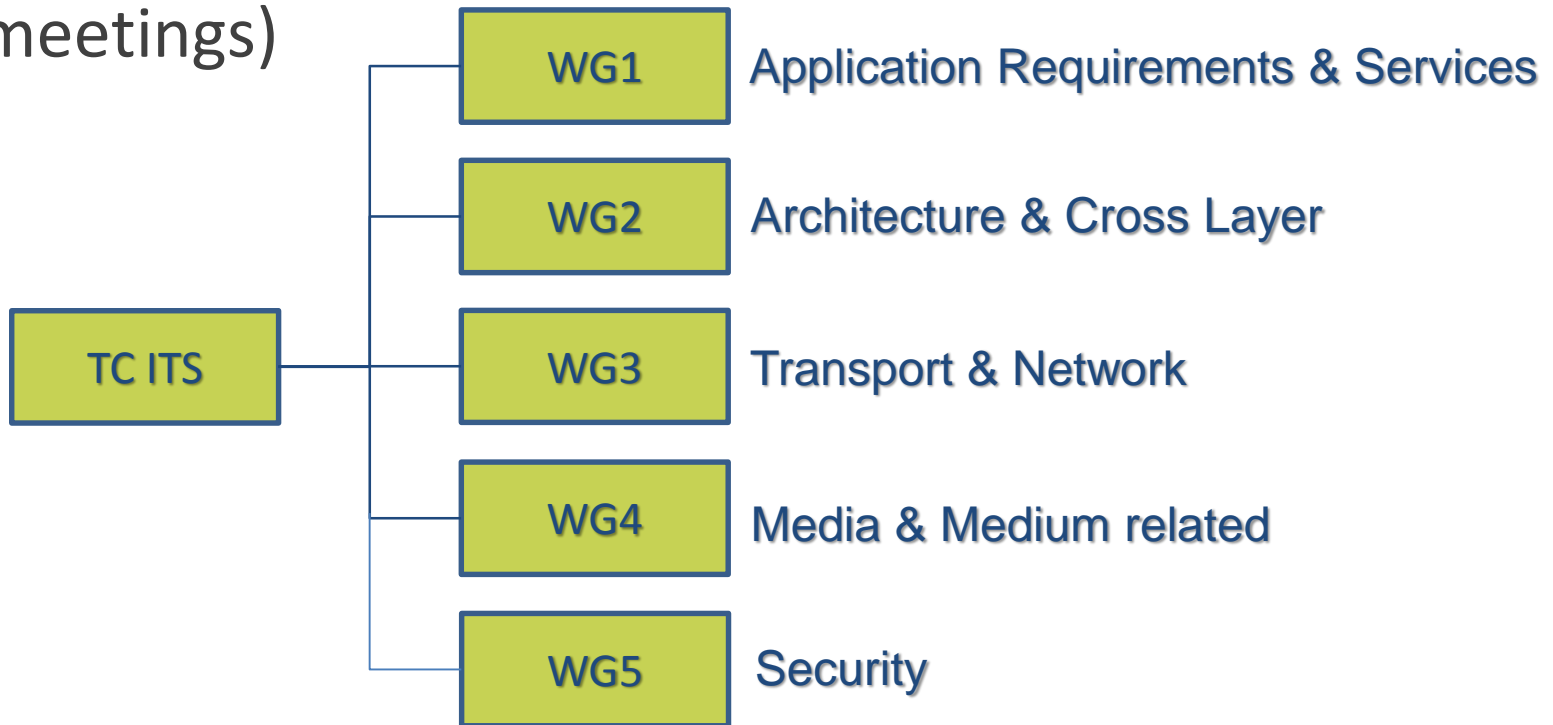 meetings)
WG1 Application Requirements & Services
WG2 Architecture & Cross Layer
TC ITS
WG3 Transport & Network
WG4 Media & Medium related
WG5 Security